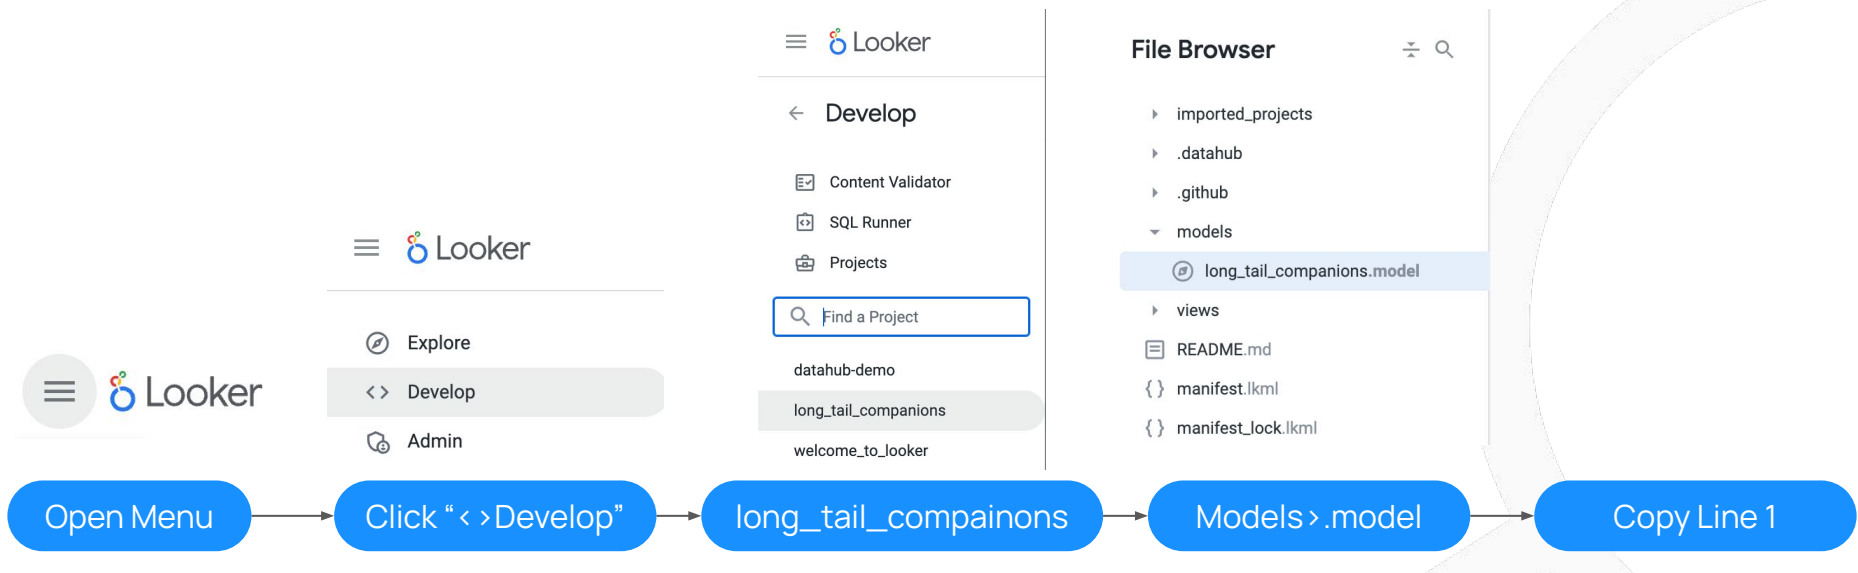 Looker
Looker
Explore
Develop
Admin
Looker
Develop
Content Validator
SQL Runner
Projects
Find a Project
datahub-demo
long_tail_companions
welcome_to_looker
File Browser
imported_projects
.datahub
.github
models
long_tail_companions.model
views
README.md
manifest.lkml
manifest_lock.lkml
Open Menu
Click “<>Develop”
long_tail_compainons
Models>.model
Copy Line 1